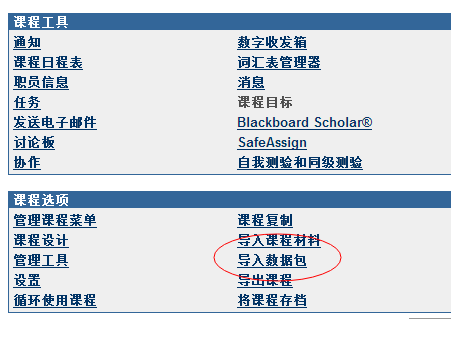 课程工具
通知 数字收发箱
课程日程表 词汇表管理器
职员信息 消息
任务 课程目标
发送电子邮件 Blackboard Scholar®
讨论板 SafeAssign
协作 自我测验和同级测验
课程选项
管理课程菜单 课程复制
课程设计 导入课程材料
管理工具 导入数据包
设置 导出课程
循环使用课程 将课程存档